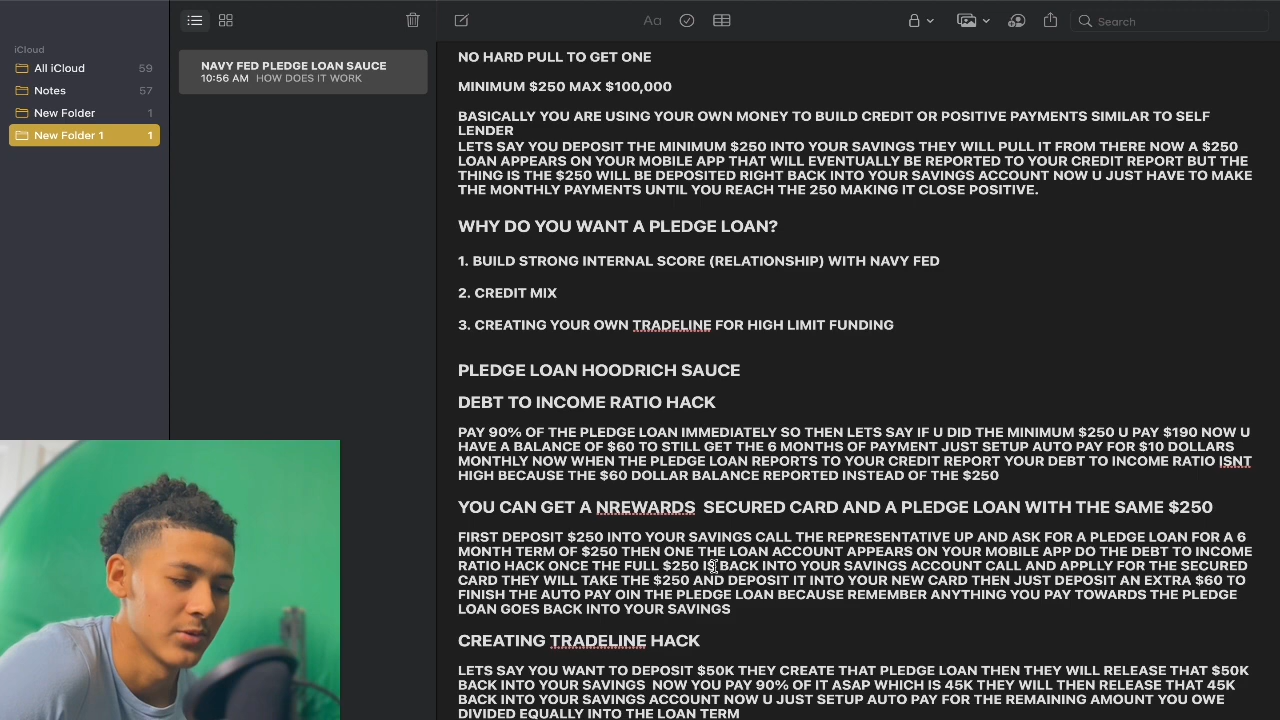 Aa
Search
iCloud
All iCloud 59
Notes 57
New Folder 1
New Folder 1 1
NAVY FED PLEDGE LOAN SAUCE
10:56 AM HOW DOES IT WORK
NO HARD PULL TO GET ONE
MINIMUM $250 MAX $100,000
BASICALLY YOU ARE USING YOUR OWN MONEY TO BUILD CREDIT OR POSITIVE PAYMENTS SIMILAR TO SELF
LENDER
LETS SAY YOU DEPOSIT THE MINIMUM $250 INTO YOUR SAVINGS THEY WILL PULL IT FROM THERE NOW A $250
LOAN APPEARS ON YOUR MOBILE APP THAT WILL EVENTUALLY BE REPORTED TO YOUR CREDIT REPORT BUT THE
THING IS THE $250 WILL BE DEPOSITED RIGHT BACK INTO YOUR SAVINGS ACCOUNT NOW U JUST HAVE TO MAKE
THE MONTHLY PAYMENTS UNTIL YOU REACH THE 250 MAKING IT CLOSE POSITIVE.
WHY DO YOU WANT A PLEDGE LOAN?
1. BUILD STRONG INTERNAL SCORE (RELATIONSHIP) WITH NAVY FED
2. CREDIT MIX
3. CREATING YOUR OWN TRADELINE FOR HIGH LIMIT FUNDING
PLEDGE LOAN HOODRICH SAUCE
DEBT TO INCOME RATIO HACK
PAY 90% OF THE PLEDGE LOAN IMMEDIATELY SO THEN LETS SAY IF U DID THE MINIMUM $250 U PAY $190 NOW U
HAVE A BALANCE OF $60 TO STILL GET THE 6 MONTHS OF PAYMENT JUST SETUP AUTO PAY FOR $10 DOLLARS
MONTHLY NOW WHEN THE PLEDGE LOAN REPORTS TO YOUR CREDIT REPORT YOUR DEBT TO INCOME RATIO ISNT
HIGH BECAUSE THE $60 DOLLAR BALANCE REPORTED INSTEAD OF THE $250
YOU CAN GET A NREWARDS SECURED CARD AND A PLEDGE LOAN WITH THE SAME $250
FIRST DEPOSIT $250 INTO YOUR SAVINGS CALL THE REPRESENTATIVE UP AND ASK FOR A PLEDGE LOAN FOR A 6
MONTH TERM OF $250 THEN ONE THE LOAN ACCOUNT APPEARS ON YOUR MOBILE APP DO THE DEBT TO INCOME
RATIO HACK ONCE THE FULL $250 IS BACK INTO YOUR SAVINGS ACCOUNT CALL AND APPLLY FOR THE SECURED
CARD THEY WILL TAKE THE $250 AND DEPOSIT IT INTO YOUR NEW CARD THEN JUST DEPOSIT AN EXTRA $60 TO
FINISH THE AUTO PAY OIN THE PLEDGE LOAN BECAUSE REMEMBER ANYTHING YOU PAY TOWARDS THE PLEDGE
LOAN GOES BACK INTO YOUR SAVINGS
CREATING TRADELINE HACK
LETS SAY YOU WANT TO DEPOSIT $50K THEY CREATE THAT PLEDGE LOAN THEN THEY WILL RELEASE THAT $50K
BACK INTO YOUR SAVINGS NOW YOU PAY 90% OF IT ASAP WHICH IS 45K THEY WILL THEN RELEASE THAT 45K
BACK INTO YOUR SAVINGS ACCOUNT NOW U JUST SETUP AUTO PAY FOR THE REMAINING AMOUNT YOU OWE
DIVIDED EQUALLY INTO THE LOAN TERM